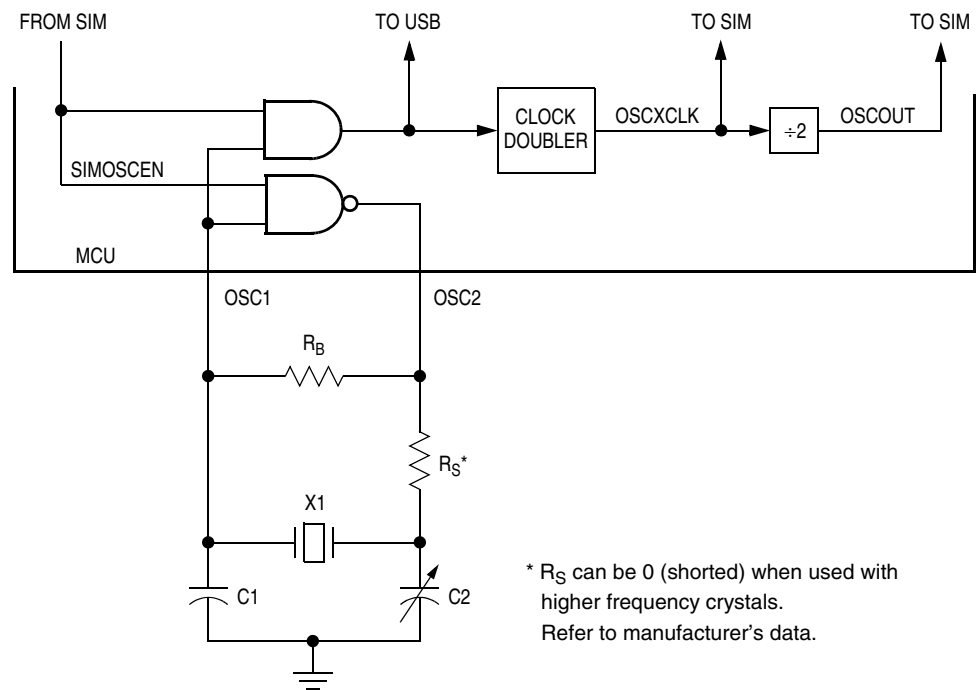 FROM SIM
TO USB
TO SIM
TO SIM
CLOCK
DOUBLER
OSCXCLK
÷2
OSCOUT
SIMOSCEN
MCU
OSC1
OSC2
RB
RS*
X1
C1
C2
* RS can be 0 (shorted) when used with
higher frequency crystals.
Refer to manufacturer's data.